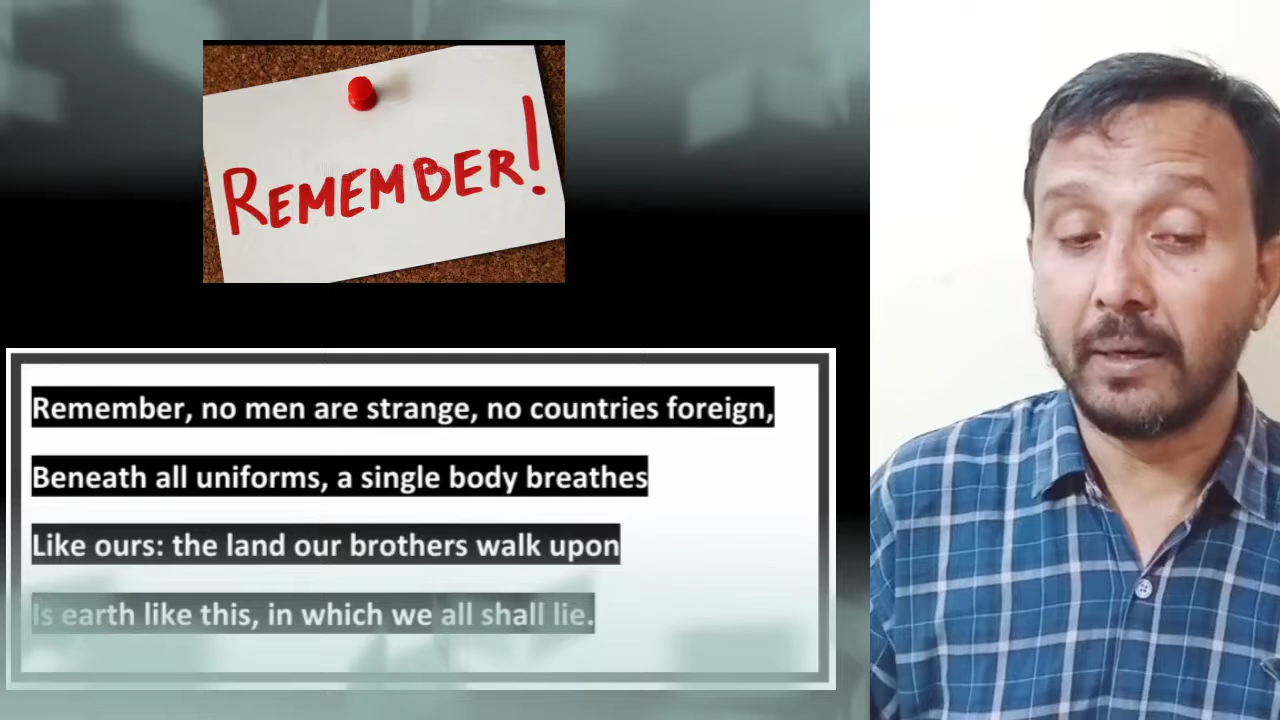 REMEMBER!
Remember, no men are strange, no countries foreign,
Beneath all uniforms, a single body breathes
Like ours: the land our brothers walk upon
Is earth like this, in which we all shall lie.